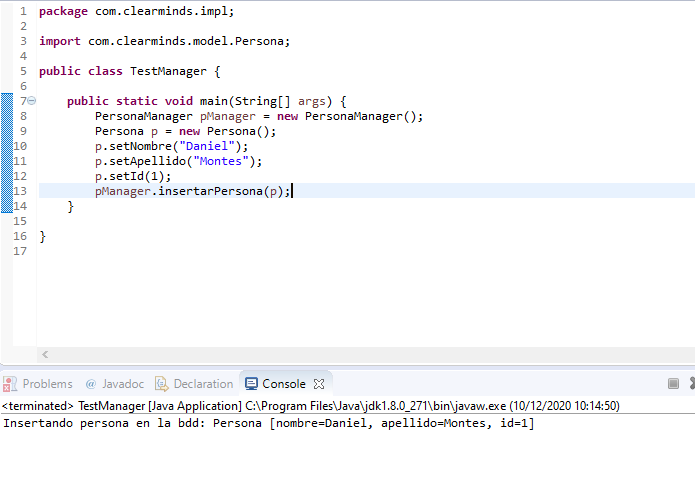 1 package com.clearminds.impl;
2
3 import com.clearminds.model.Persona;
4
5 public class TestManager {
6
7 public static void main(String[] args) {
8 PersonaManager pManager = new PersonaManager();
9 Persona p = new Persona();
10 p.setNombre("Daniel");
11 p.setApellido("Montes");
12 p.setId(1);
13 pManager.insertarPersona(p);
14 }
15
16 }
17
Problems @ Javadoc Declaration Console
<terminated> TestManager [Java Application] C:\Program Files\Java\jdk1.8.0_271\bin\javaw.exe (10/12/2020 10:14:50)
Insertando persona en la bdd: Persona [nombre=Daniel, apellido=Montes, id=1]